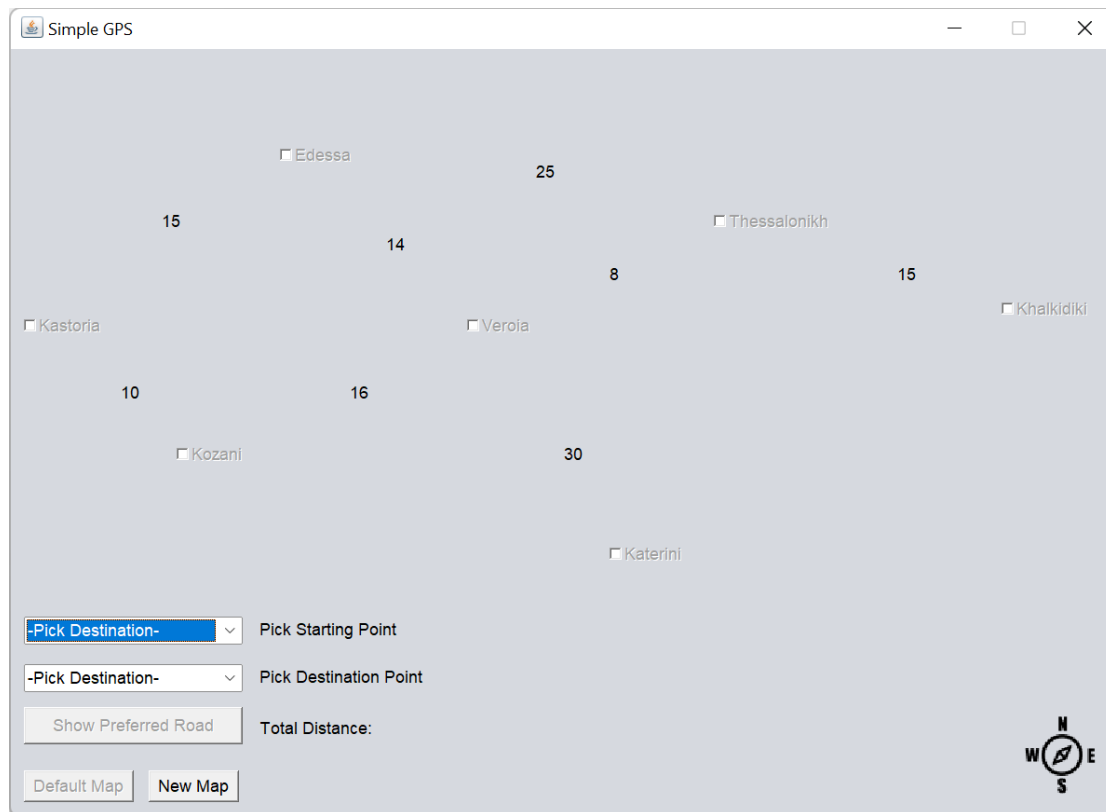 Simple GPS
Edessa
25
15
Thessalonikh
14
8
15
Khalkidiki
Kastoria
Veroia
10
16
Kozani
30
Katerini
-Pick Destination-
Pick Starting Point
-Pick Destination-
Pick Destination Point
Show Preferred Road
Total Distance:
N
W
E
S
Default Map
New Map